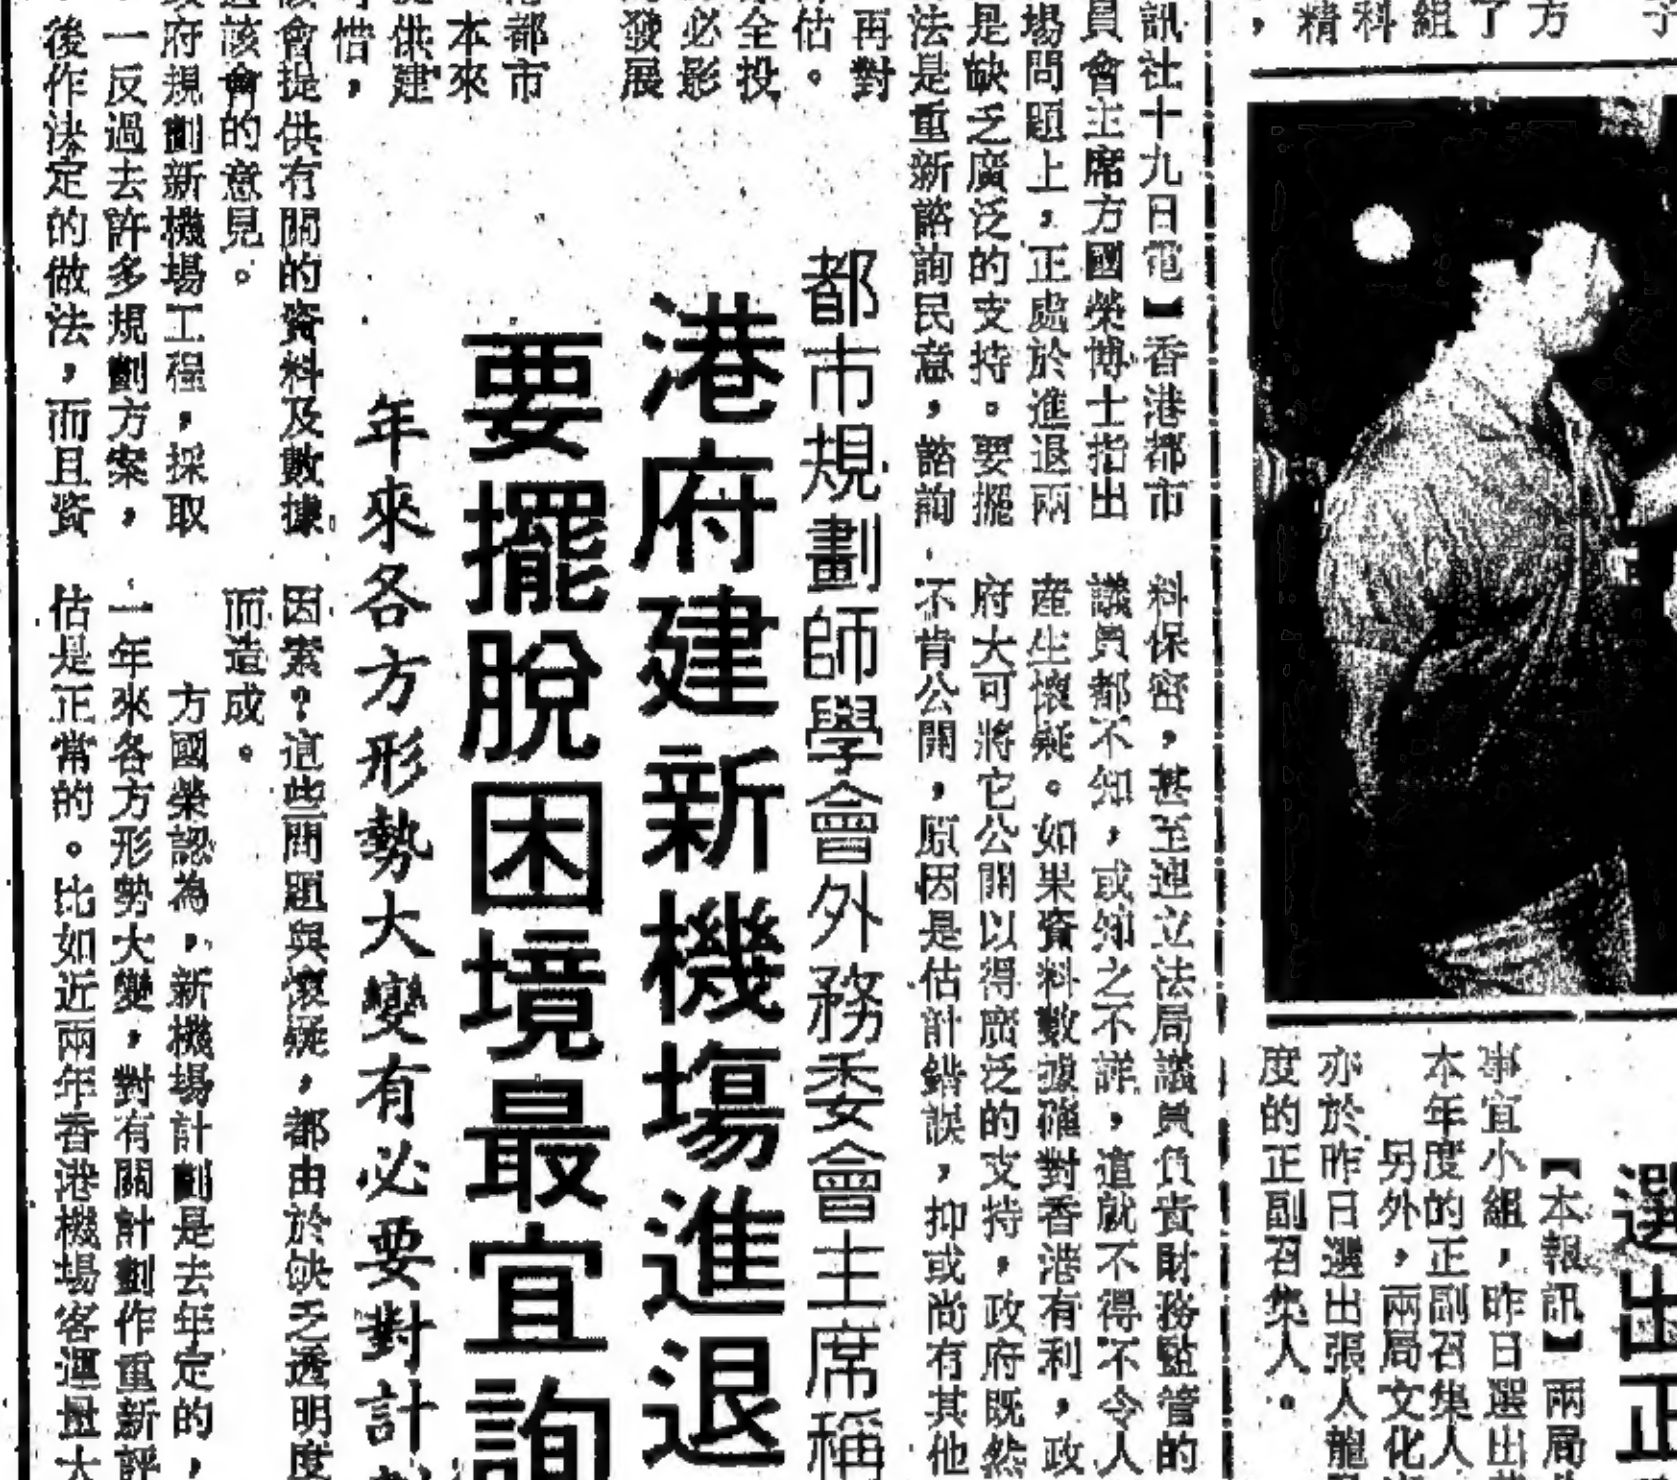 方
了
組
科
精
，
訊社十九日電】香港都市
員會主席方國榮博士指出
場問題上，正處於進退兩
是缺乏廣泛的支持。要擺
法是重新諮詢民意，諮詢
再對
估。
全投
必影
發展
都市
本來
供建
惜，
會提供有關的資料及數據
該會的意見。
府規劃新機場工程，採取
一反過去許多規劃方案，
後作決定的做法，而且資
料保密，甚至連立法局議員負責財務監管的
議員都不知，或知之不詳，這就不得不令人
產生懷疑。如果資料數據確對香港有利，政
府大可將它公開以得廣泛的支持，政府既然
不肯公開，原因是估計錯誤，抑或尚有其他
都市規劃師學會外務委會主席稱
港府建新機場進退
要擺脫困境最宜詢
年來各方形勢大變有必要對計
因素？這些問題與懷疑，都由於缺乏透明度
而造成。
方國榮認為，新機場計劃是去年定的，
一年來各方形勢大變，對有關計劃作重新評
估是正常的。比如近兩年香港機場客運量大
選出正
【本報訊】兩局
事宜小組，昨日選出
本年度的正副召集人
另外，兩局文化
亦於昨日選出張人龍
度的正副召集人。